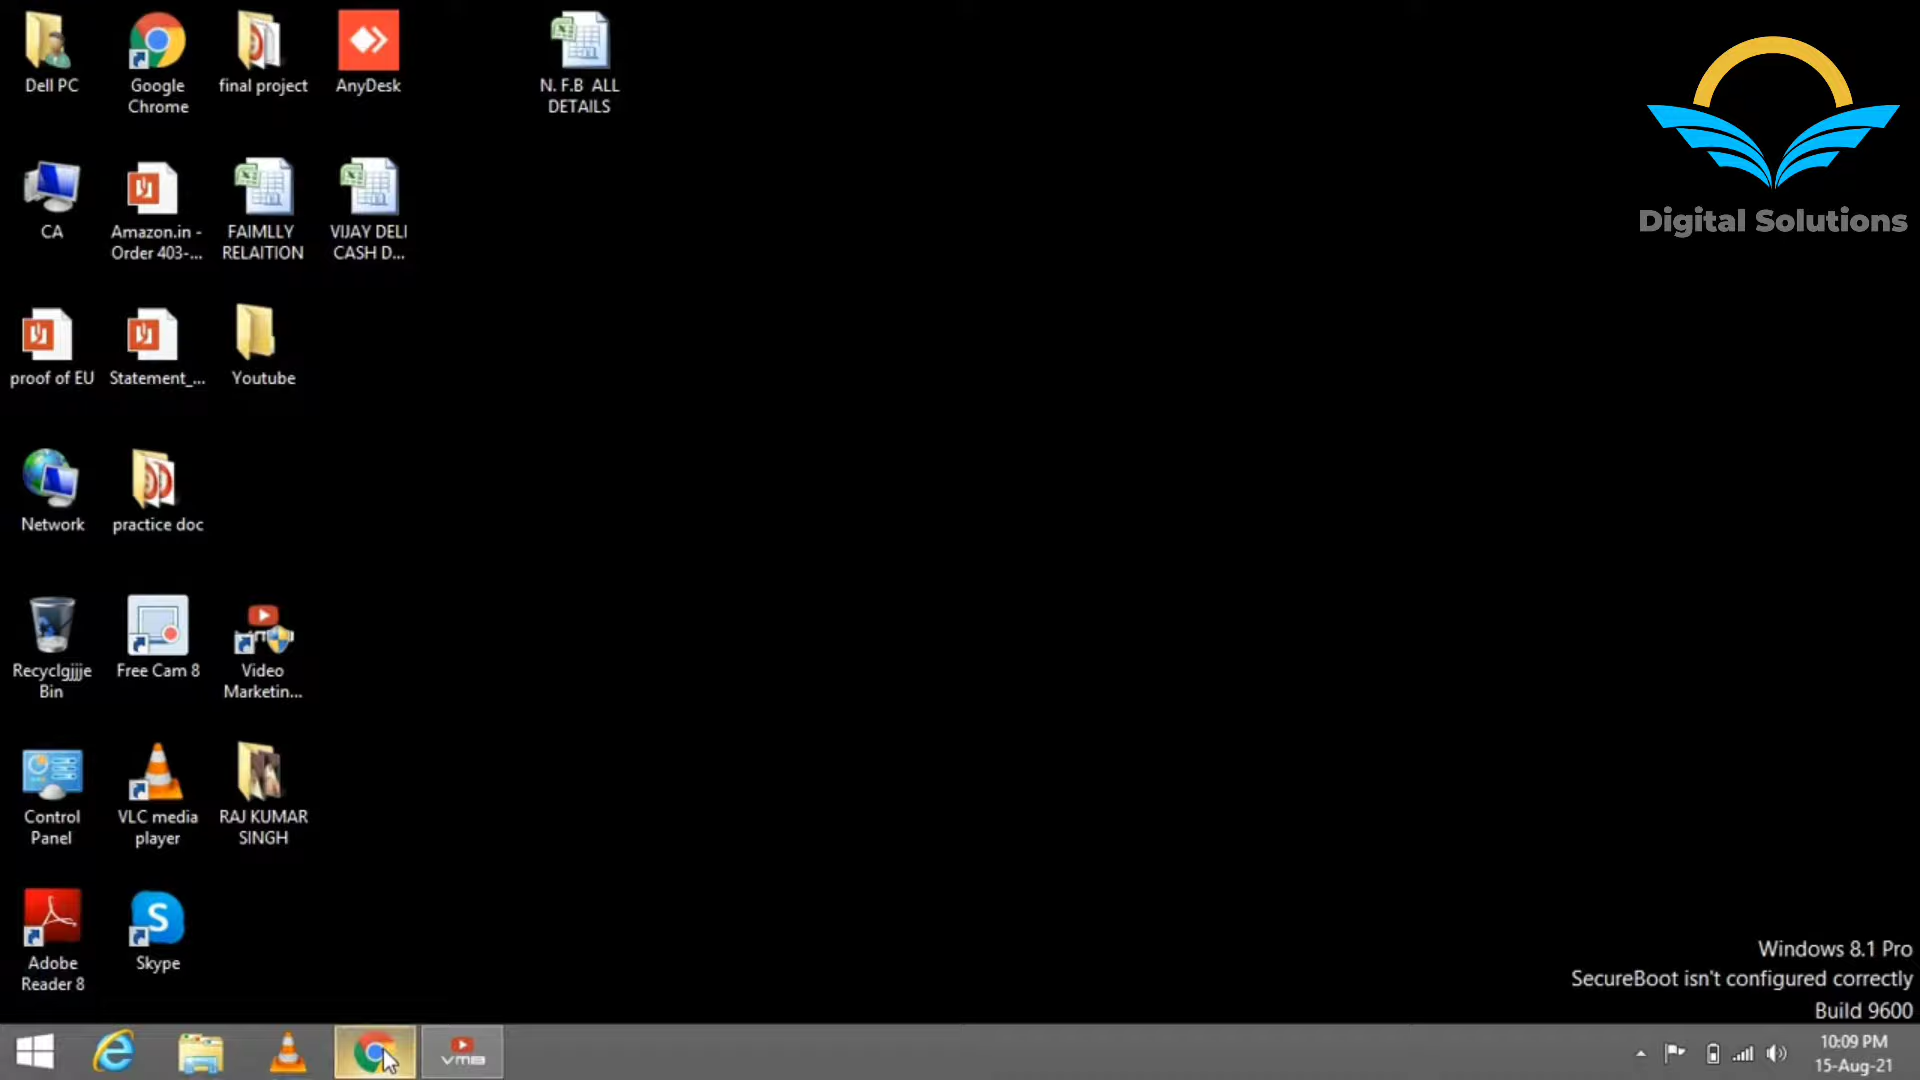 Dell PC
Google
Chrome
final project
AnyDesk
N. F.B  ALL
DETAILS
Digital Solutions
CA
Amazon.in -
Order 403-...
FAIMLLY
RELAITION
VIJAY DELI
CASH D...
proof of EU
Statement_...
Youtube
Network
practice doc
Recyclgjjjje
Bin
Free Cam 8
Video
Marketin...
Control
Panel
VLC media
player
RAJ KUMAR
SINGH
Adobe
Reader 8
Skype
Windows 8.1 Pro
SecureBoot isn't configured correctly
Build 9600
vmb
10:09 PM
15-Aug-21